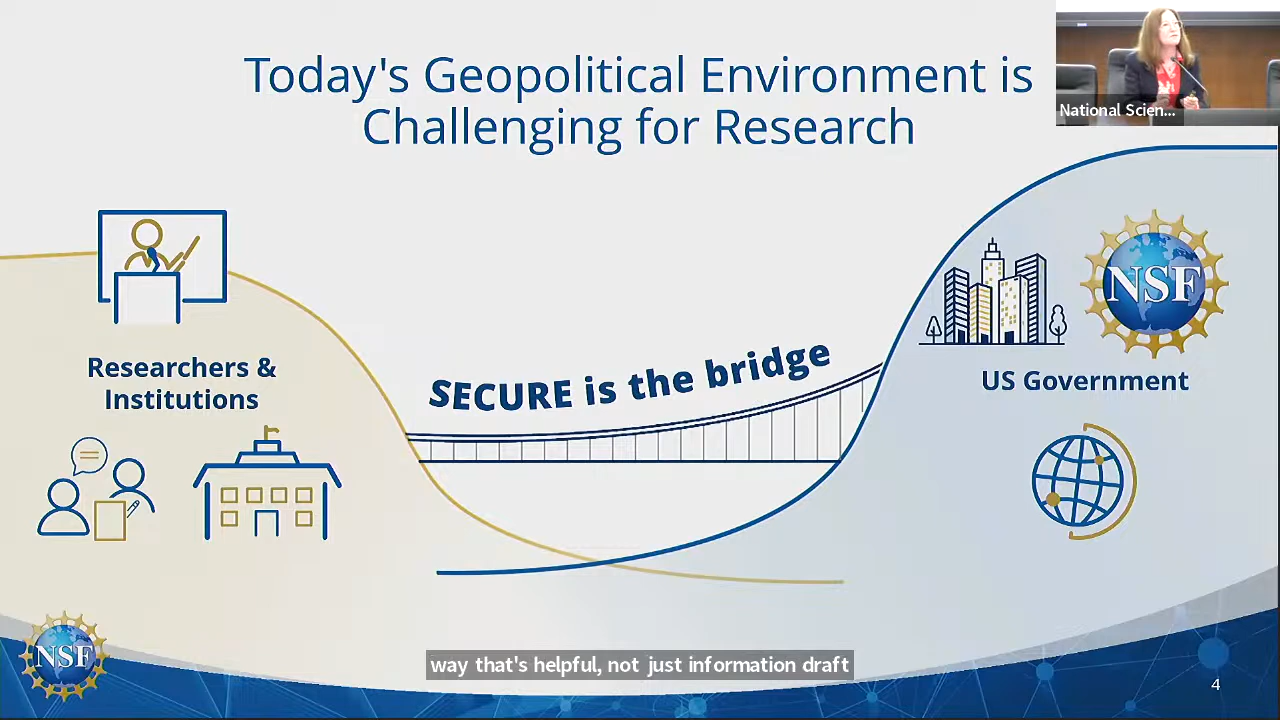 Today's Geopolitical Environment is
Challenging for Research
National Scien...
NSF
SECURE is the bridge
Researchers &
Institutions
US Government
NSF
way that's helpful, not just information draft
4